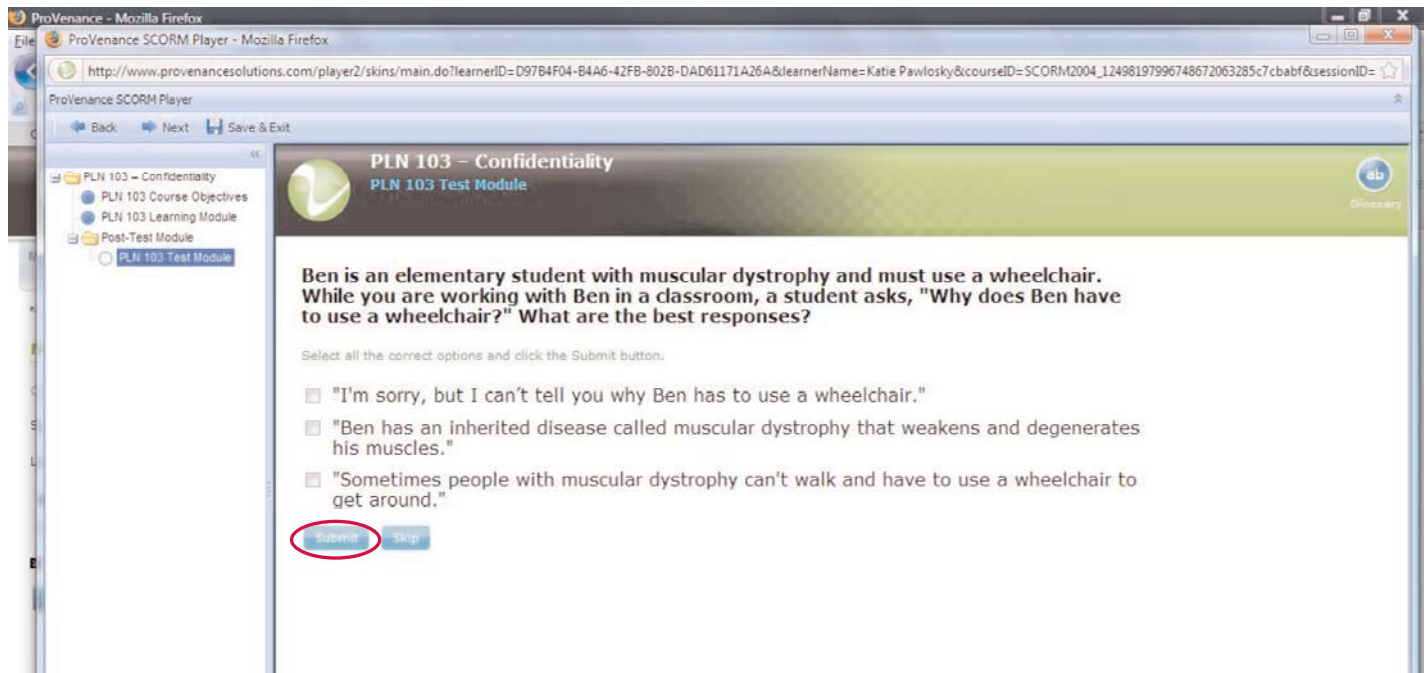 ProVenance - Mozilla Firefox
File
ProVenance SCORM Player - Mozilla Firefox
http://www.provenancesolutions.com/player2/skins/main.do?learnerID=D97B4F04-B4A6-42FB-802B-DAD61171A26A&learnerName=Katie Pawlosky&courseID=SCORM2004_12498197996748672063285c7cbabf&sessionID=
ProVenance SCORM Player
Back Next Save & Exit
PLN 103 – Confidentiality
PLN 103 Course Objectives
PLN 103 Learning Module
Post-Test Module
PLN 103 Test Module
PLN 103 – Confidentiality
PLN 103 Test Module
ab
Glossary
Ben is an elementary student with muscular dystrophy and must use a wheelchair.
While you are working with Ben in a classroom, a student asks, "Why does Ben have
to use a wheelchair?" What are the best responses?
Select all the correct options and click the Submit button.
"I'm sorry, but I can’t tell you why Ben has to use a wheelchair."
"Ben has an inherited disease called muscular dystrophy that weakens and degenerates
his muscles."
"Sometimes people with muscular dystrophy can't walk and have to use a wheelchair to
get around."
Submit Skip